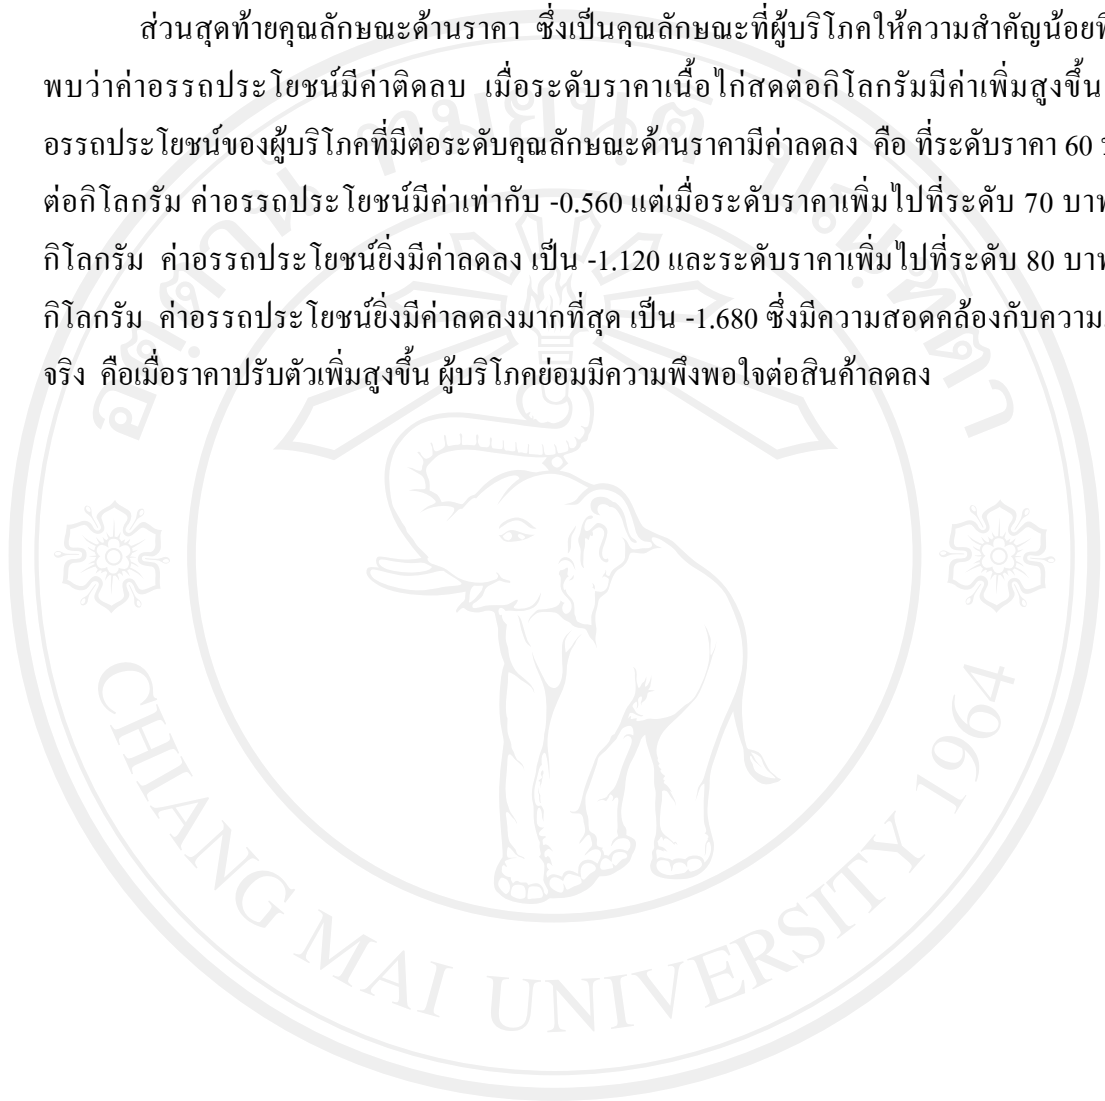 ส่วนสุดท้ายคุณลักษณะด้านราคา ซึ่งเป็นคุณลักษณะที่ผู้บริโภคให้ความสำคัญน้อย
พบว่าค่าอรรถประโยชน์มีค่าติดลบ เมื่อระดับราคาเนื้อไก่สดต่อกิโลกรัมมีค่าเพิ่มสูงขึ้น
อรรถประโยชน์ของผู้บริโภคที่มีต่อระดับคุณลักษณะด้านราคามีค่าลดลง คือ ที่ระดับราคา 60
ต่อกิโลกรัม ค่าอรรถประโยชน์มีค่าเท่ากับ -0.560 แต่เมื่อระดับราคาเพิ่มไปที่ระดับ 70 บาท
กิโลกรัม ค่าอรรถประโยชน์ยิ่งมีค่าลดลง เป็น -1.120 และระดับราคาเพิ่มไปที่ระดับ 80 บาท
กิโลกรัม ค่าอรรถประโยชน์ยิ่งมีค่าลดลงมากที่สุด เป็น -1.680 ซึ่งมีความสอดคล้องกับความ
จริง คือเมื่อราคาปรับตัวเพิ่มสูงขึ้น ผู้บริโภคย่อมมีความพึงพอใจต่อสินค้าลดลง
CHIANG MAI UNIVERSITY 1964